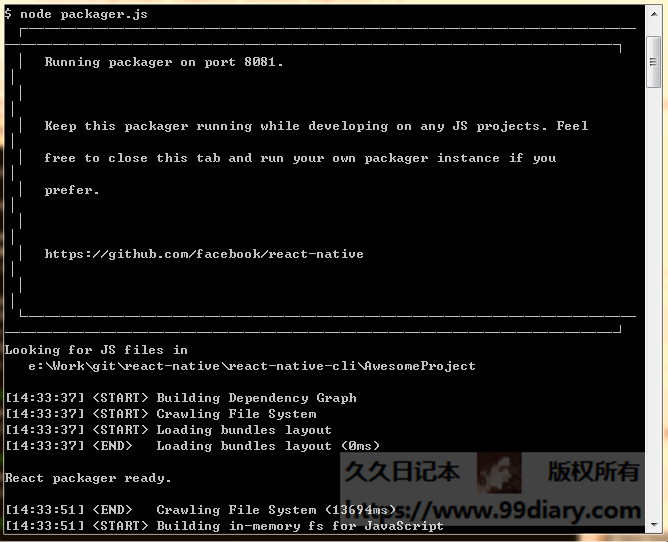 $ node packager.js
Running packager on port 8081.
Keep this packager running while developing on any JS projects. Feel
free to close this tab and run your own packager instance if you
prefer.
https://github.com/facebook/react-native
Looking for JS files in
e:\Work\git\react-native\react-native-cli\AwesomeProject
[14:33:37] <START> Building Dependency Graph
[14:33:37] <START> Crawling File System
[14:33:37] <START> Loading bundles layout
[14:33:37] <END>   Loading bundles layout (0ms)
React packager ready.
[14:33:51] <END>   Crawling File System (13694ms)
[14:33:51] <START> Building in-memory fs for JavaScript
久久日记本 版权所有
https://www.99diary.com